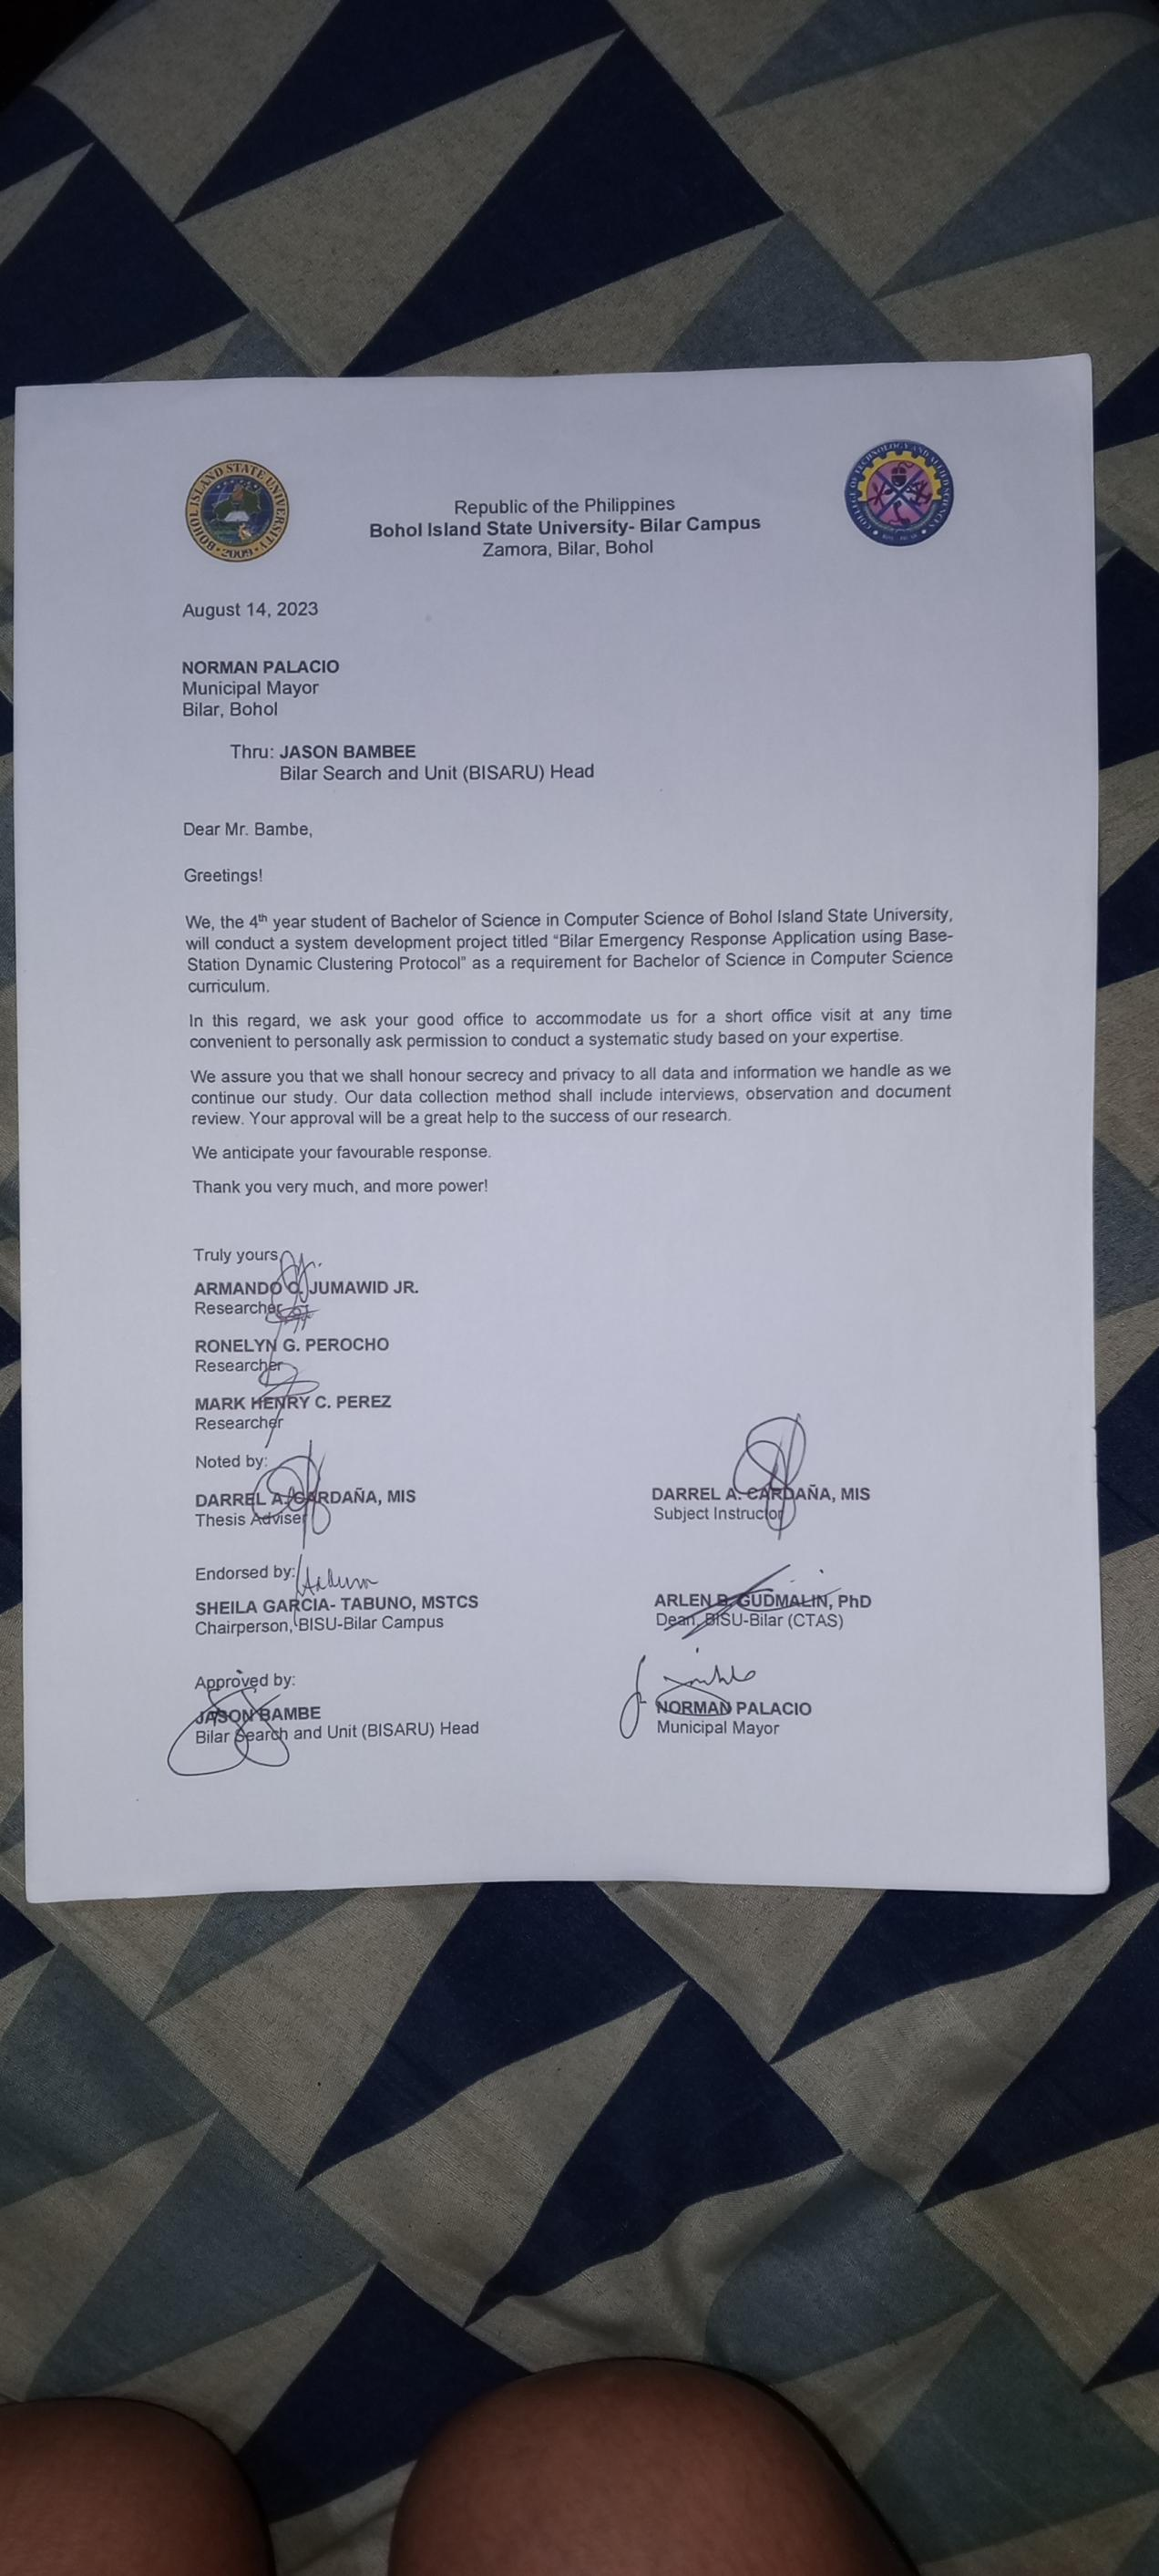 BOHOL ISLAND STATE UNIVERSITY
2009
COLLEGE OF TECHNOLOGY AND ALLIED SCIENCES
Republic of the Philippines
Bohol Island State University- Bilar Campus
Zamora, Bilar, Bohol
August 14, 2023
NORMAN PALACIO
Municipal Mayor
Bilar, Bohol
Thru: JASON BAMBEE
Bilar Search and Unit (BISARU) Head
Dear Mr. Bambe,
Greetings!
We, the 4th year student of Bachelor of Science in Computer Science of Bohol Island State University,
will conduct a system development project titled “Bilar Emergency Response Application using Base-
Station Dynamic Clustering Protocol” as a requirement for Bachelor of Science in Computer Science
curriculum.
In this regard, we ask your good office to accommodate us for a short office visit at any time
convenient to personally ask permission to conduct a systematic study based on your expertise.
We assure you that we shall honour secrecy and privacy to all data and information we handle as we
continue our study. Our data collection method shall include interviews, observation and document
review. Your approval will be a great help to the success of our research.
We anticipate your favourable response.
Thank you very much, and more power!
Truly yours
ARMANDO O. JUMAWID JR.
Researcher
RONELYN G. PEROCHO
Researcher
MARK HENRY C. PEREZ
Researcher
Noted by:
DARREL A. CARDAÑA, MIS
Thesis Adviser
DARREL A. CARDAÑA, MIS
Subject Instructor
Endorsed by:
SHEILA GARCIA- TABUNO, MSTCS
Chairperson, BISU-Bilar Campus
ARLEN B. GUDMALIN, PhD
Dean, BISU-Bilar (CTAS)
Approved by:
JASON BAMBE
Bilar Search and Unit (BISARU) Head
NORMAN PALACIO
Municipal Mayor